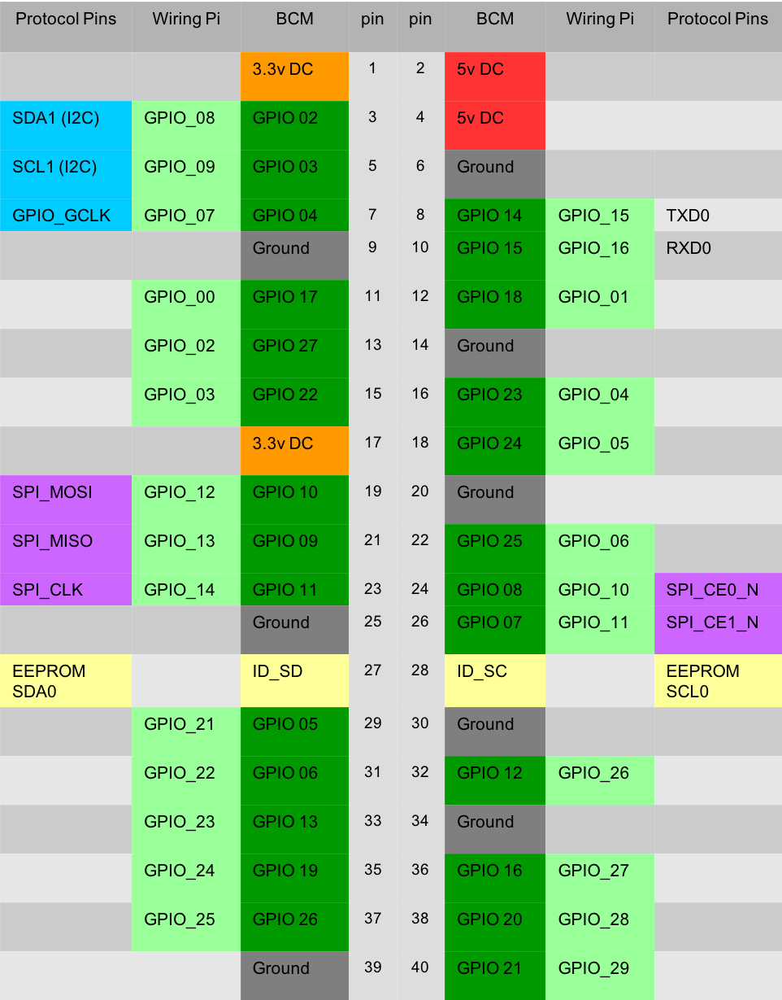 Protocol Pins Wiring Pi BCM pin pin BCM Wiring Pi Protocol Pins
3.3v DC 1 2 5v DC
SDA1 (I2C) GPIO_08 GPIO 02 3 4 5v DC
SCL1 (I2C) GPIO_09 GPIO 03 5 6 Ground
GPIO_GCLK GPIO_07 GPIO 04 7 8 GPIO 14 GPIO_15 TXD0
Ground 9 10 GPIO 15 GPIO_16 RXD0
GPIO_00 GPIO 17 11 12 GPIO 18 GPIO_01
GPIO_02 GPIO 27 13 14 Ground
GPIO_03 GPIO 22 15 16 GPIO 23 GPIO_04
3.3v DC 17 18 GPIO 24 GPIO_05
SPI_MOSI GPIO_12 GPIO 10 19 20 Ground
SPI_MISO GPIO_13 GPIO 09 21 22 GPIO 25 GPIO_06
SPI_CLK GPIO_14 GPIO 11 23 24 GPIO 08 GPIO_10 SPI_CE0_N
Ground 25 26 GPIO 07 GPIO_11 SPI_CE1_N
EEPROM ID_SD 27 28 ID_SC EEPROM
SDA0 SCL0
GPIO_21 GPIO 05 29 30 Ground
GPIO_22 GPIO 06 31 32 GPIO 12 GPIO_26
GPIO_23 GPIO 13 33 34 Ground
GPIO_24 GPIO 19 35 36 GPIO 16 GPIO_27
GPIO_25 GPIO 26 37 38 GPIO 20 GPIO_28
Ground 39 40 GPIO 21 GPIO_29